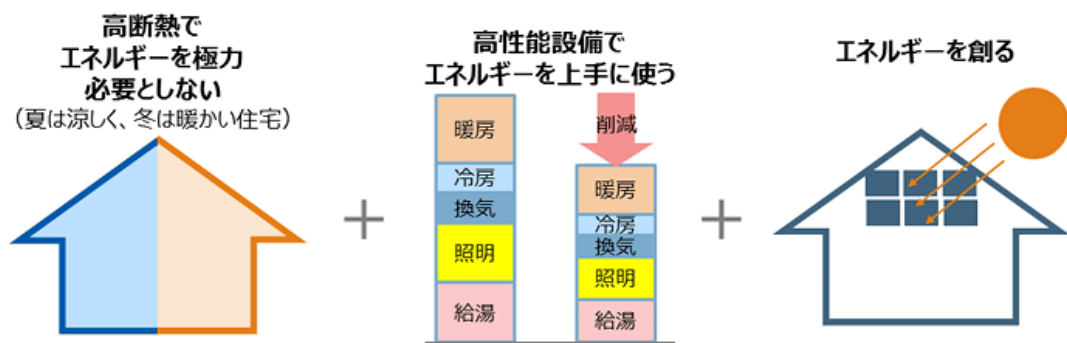 高断熱で
エネルギーを極力
必要としない
（夏は涼しく、冬は暖かい住宅）
高性能設備で
エネルギーを上手に使う
暖房
冷房
換気
照明
給湯
削減
暖房
冷房
換気
照明
給湯
エネルギーを創る